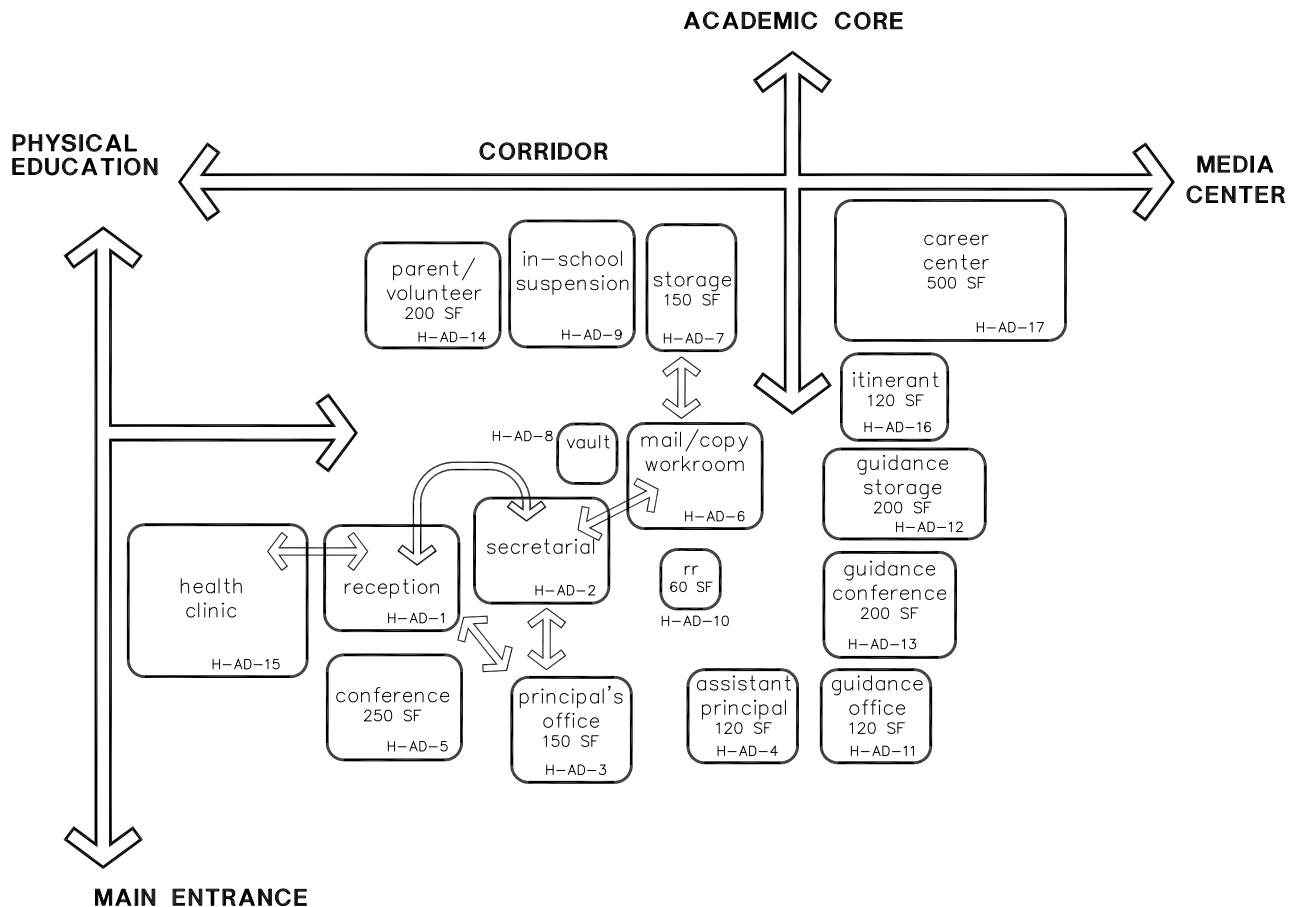 ACADEMIC CORE
PHYSICAL
EDUCATION
CORRIDOR
MEDIA
CENTER
parent/
volunteer
200 SF
H-AD-14
in-school
suspension
H-AD-9
storage
150 SF
H-AD-7
career
center
500 SF
H-AD-17
itinerant
120 SF
H-AD-16
H-AD-8
vault
mail/copy
workroom
H-AD-6
guidance
storage
200 SF
H-AD-12
health
clinic
H-AD-15
reception
H-AD-1
secretarial
H-AD-2
rr
60 SF
H-AD-10
guidance
conference
200 SF
H-AD-13
conference
250 SF
H-AD-5
principal's
office
150 SF
H-AD-3
assistant
principal
120 SF
H-AD-4
guidance
office
120 SF
H-AD-11
MAIN ENTRANCE